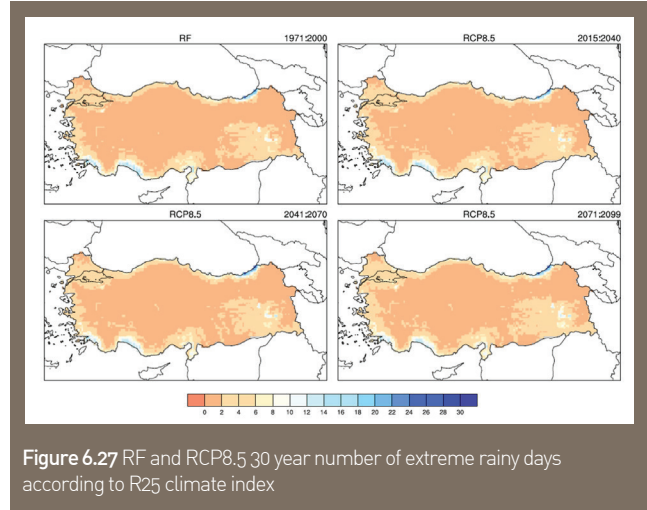 RF 1971:2000
RCP8.5 2015:2040
RCP8.5 2041:2070
RCP8.5 2071:2099
0 2 4 6 8 10 12 14 16 18 20 22 24 26 28 30
Figure 6.27 RF and RCP8.5 30 year number of extreme rainy days
according to R25 climate index